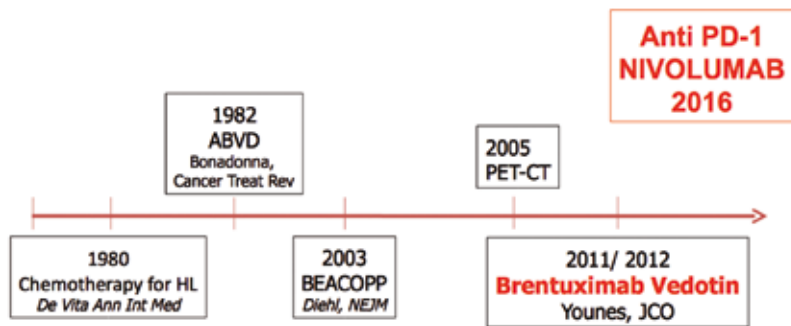 Anti PD-1
NIVOLUMAB
2016
1982
ABVD
Bonadonna,
Cancer Treat Rev
2005
PET-CT
1980
Chemotherapy for HL
De Vita Ann Int Med
2003
BEACOPP
Diehl, NEJM
2011/ 2012
Brentuximab Vedotin
Younes, JCO